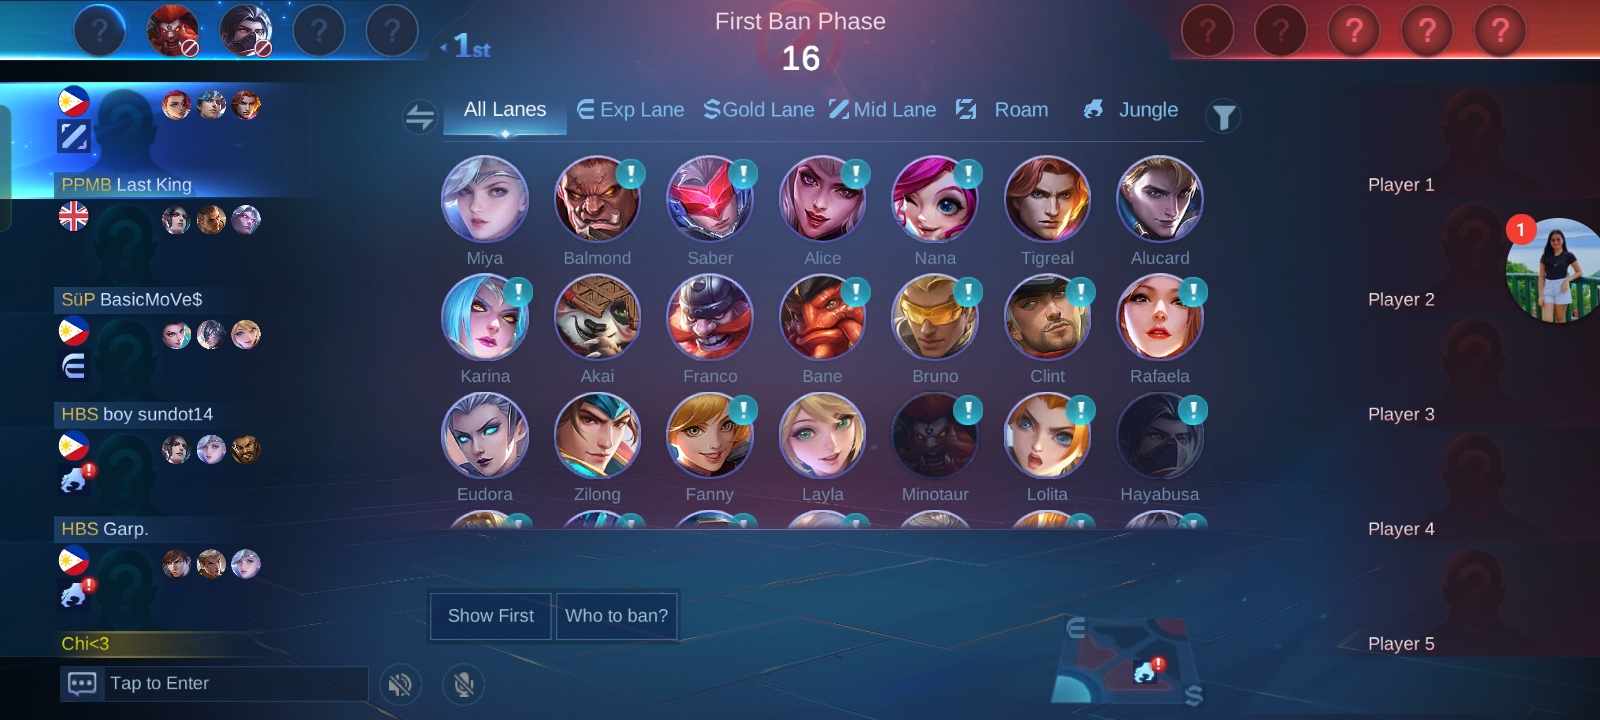 First Ban Phase
16
1st
All Lanes Exp Lane Gold Lane Mid Lane Roam Jungle
PPMB Last King
SüP BasicMoVe$
HBS boy sundot14
HBS Garp.
Chi<3
Miya Balmond Saber Alice Nana Tigreal Alucard
Karina Akai Franco Bane Bruno Clint Rafaela
Eudora Zilong Fanny Layla Minotaur Lolita Hayabusa
Player 1
1
Player 2
Player 3
Player 4
Player 5
Show First Who to ban?
Tap to Enter